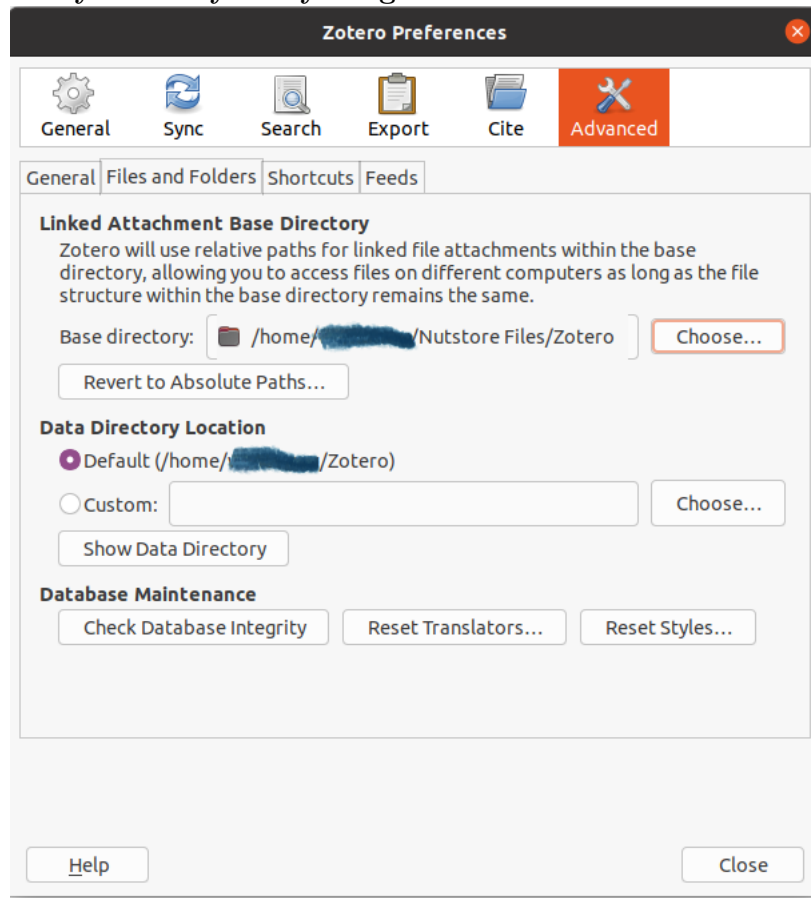 Zotero Preferences
General Sync Search Export Cite Advanced
General Files and Folders Shortcuts Feeds
Linked Attachment Base Directory
Zotero will use relative paths for linked file attachments within the base
directory, allowing you to access files on different computers as long as the file
structure within the base directory remains the same.
Base directory: /home/ /Nutstore Files/Zotero Choose...
Revert to Absolute Paths...
Data Directory Location
Default (/home/ /Zotero)
Custom: Choose...
Show Data Directory
Database Maintenance
Check Database Integrity Reset Translators... Reset Styles...
Help Close